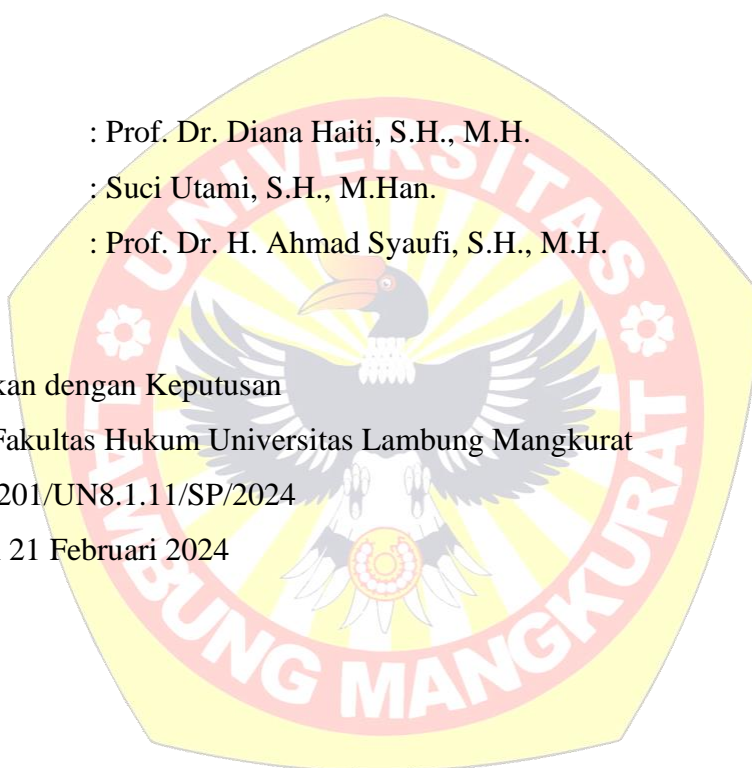 : Prof. Dr. Diana Haiti, S.H., M.H.
: Suci Utami, S.H., M.Han.
: Prof. Dr. H. Ahmad Syaufi, S.H., M.H.
kan dengan Keputusan
Fakultas Hukum Universitas Lambung Mangkurat
201/UN8.1.11/SP/2024
21 Februari 2024
UNIVERSITAS
LAMBUNG MANGKURAT